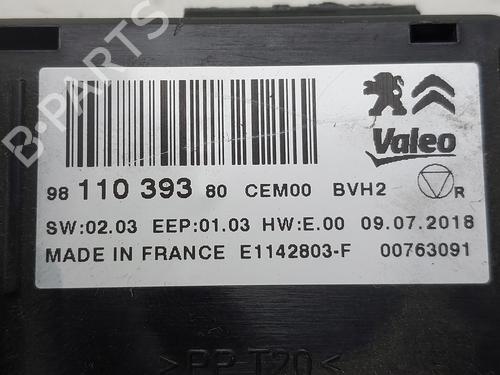 Valeo
98 110 393 80 CEM00 BVH2 R
SW:02.03 EEP:01.03 HW:E.00 09.07.2018
MADE IN FRANCE E1142803-F 00763091
>PP T20<
B-PARTS